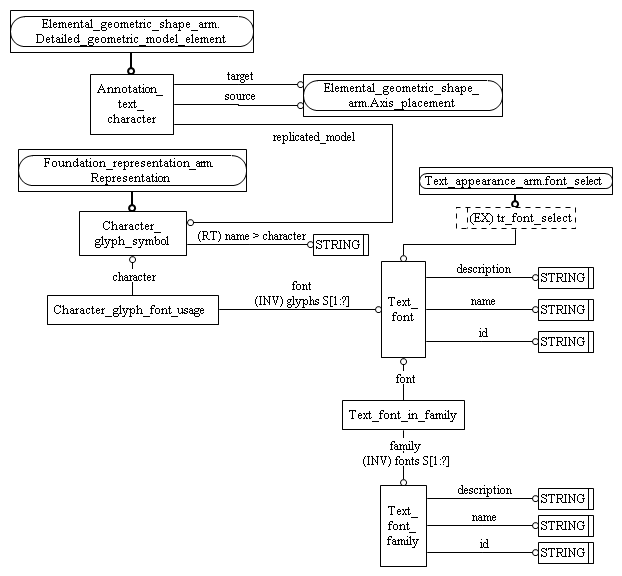 Elemental_geometric_shape_arm.
Detailed_geometric_model_element
Annotation_
text_
character
target
source
Elemental_geometric_shape_
arm.Axis_placement
replicated_model
Foundation_representation_arm.
Representation
Text_appearance_arm.font_select
(EX) tr_font_select
Character_
glyph_symbol
(RT) name > character
STRING
character
Character_glyph_font_usage
font
(INV) glyphs S[1:?]
Text_
font
description
STRING
name
STRING
id
STRING
font
Text_font_in_family
family
(INV) fonts S[1:?]
Text_
font_
family
description
STRING
name
STRING
id
STRING